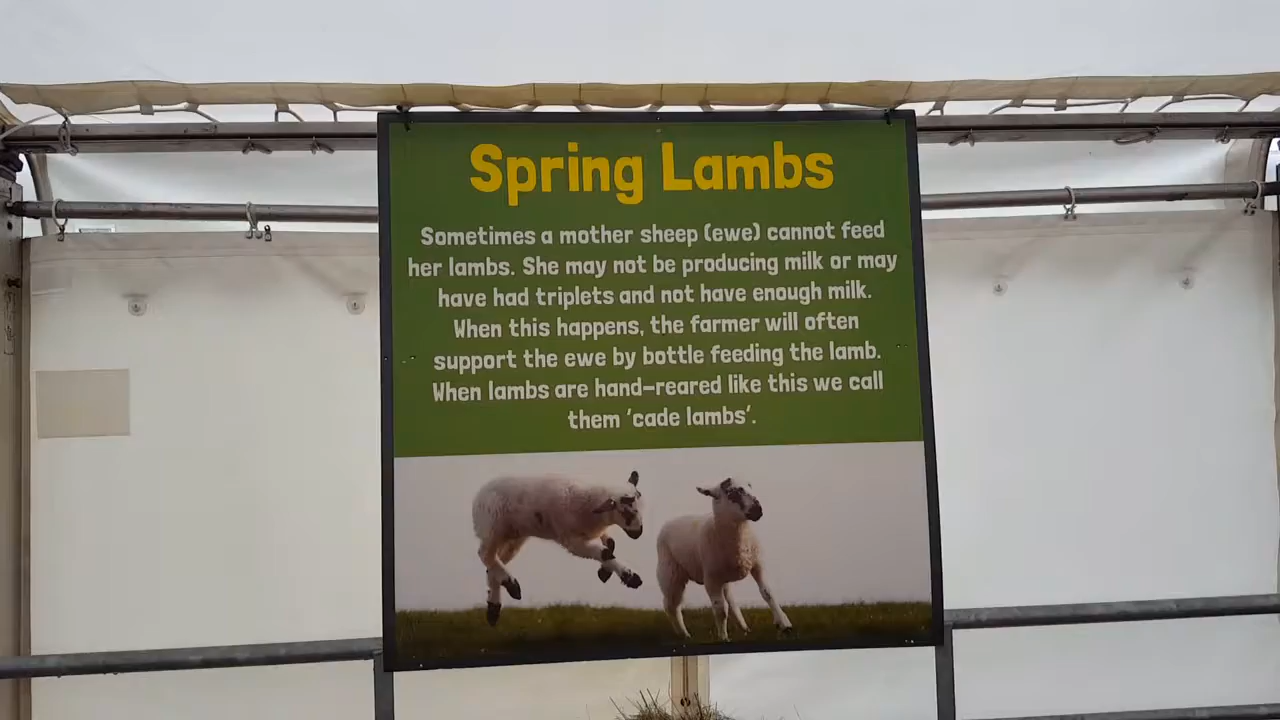 Spring Lambs
Sometimes a mother sheep (ewe) cannot feed
her lambs. She may not be producing milk or may
have had triplets and not have enough milk.
When this happens, the farmer will often
support the ewe by bottle feeding the lamb.
When lambs are hand-reared like this we call
them 'cade lambs'.